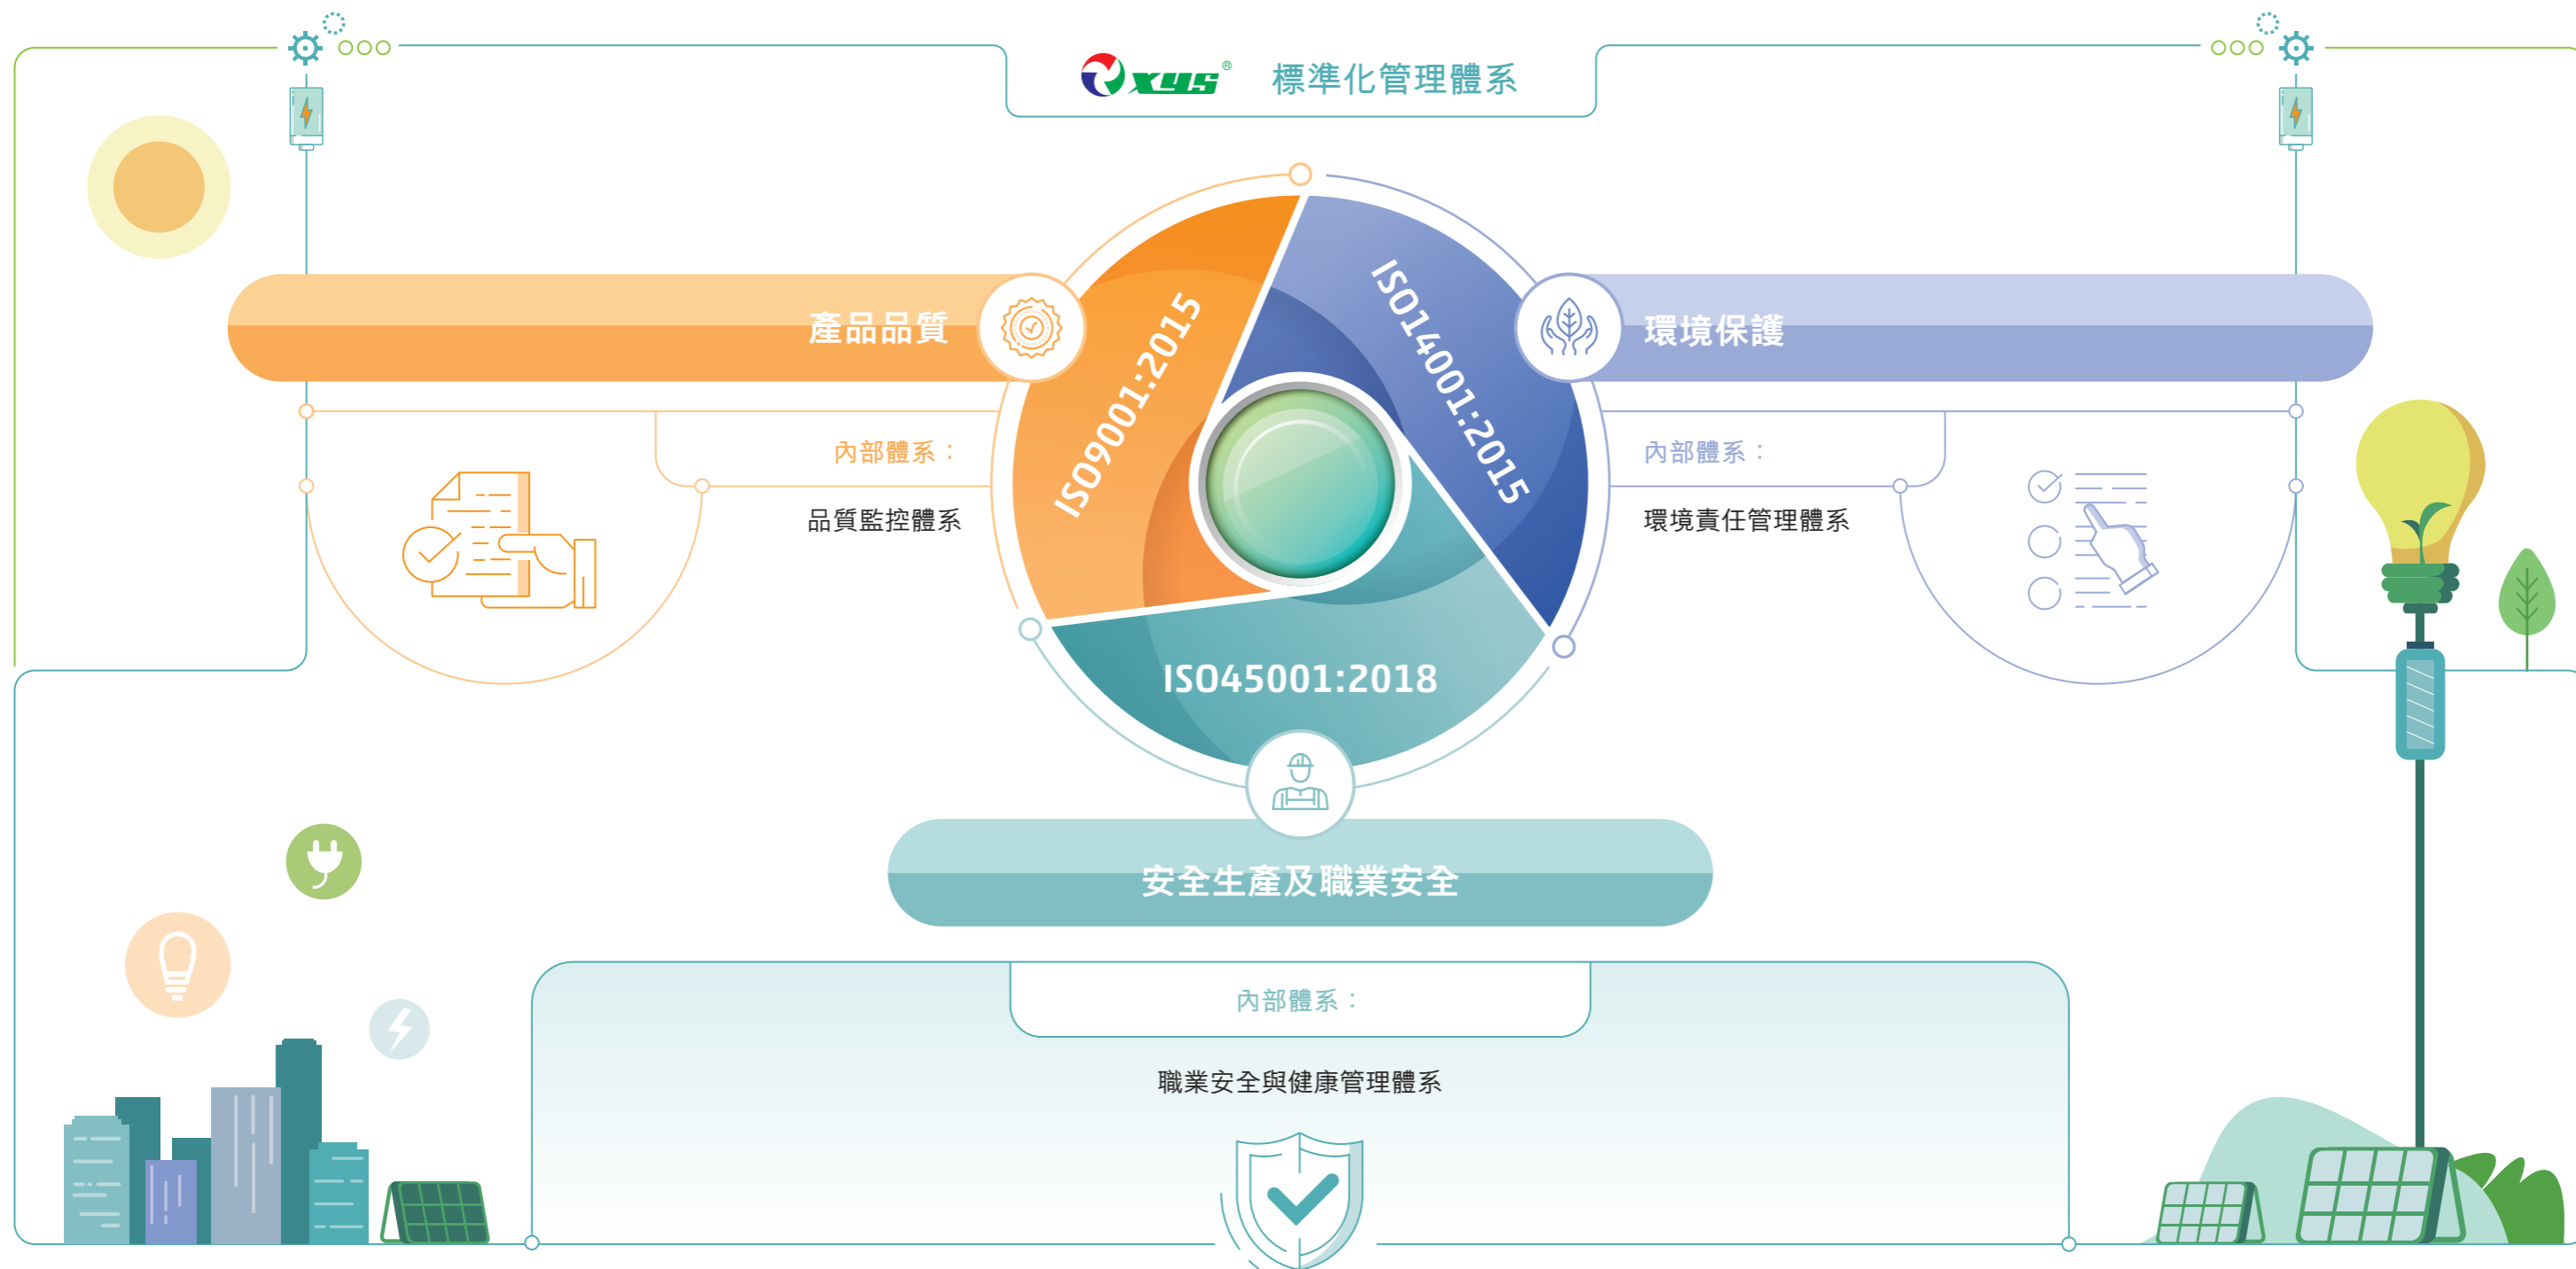 XYS® 標準化管理體系
產品品質
ISO9001:2015
ISO14001:2015
環境保護
內部體系：
品質監控體系
內部體系：
環境責任管理體系
ISO45001:2018
安全生產及職業安全
內部體系：
職業安全與健康管理體系